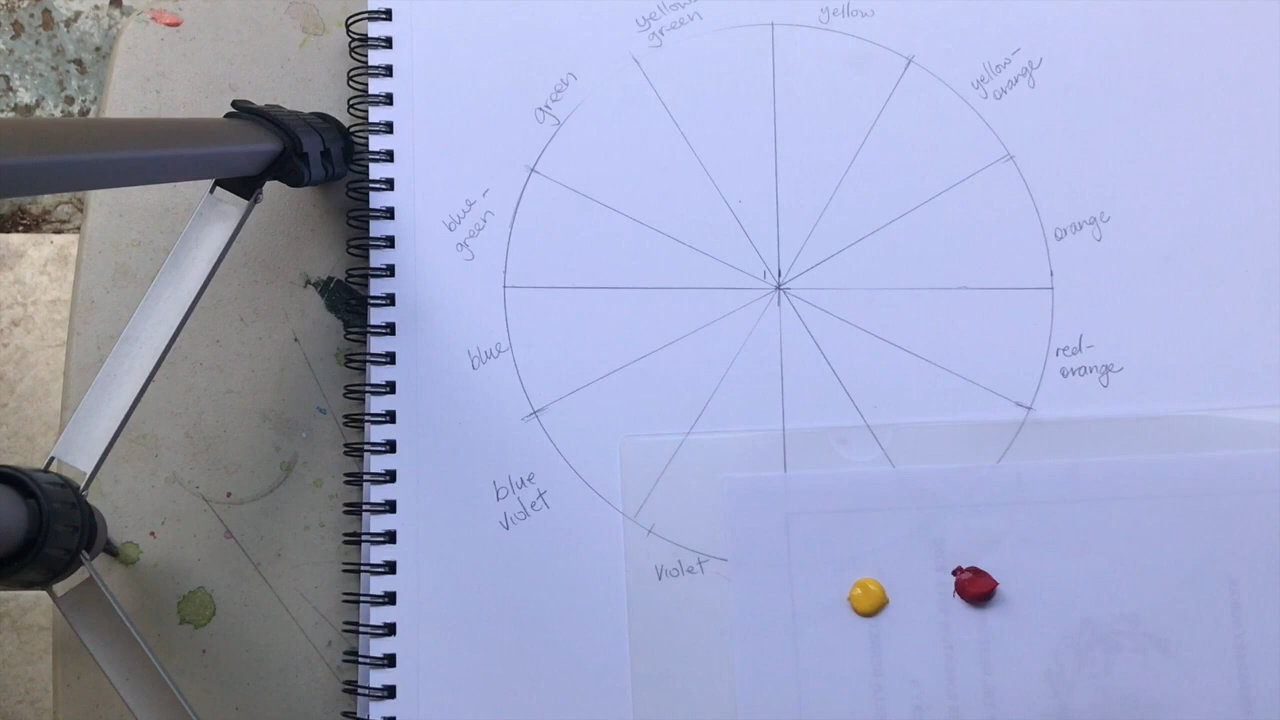 yellow
green
yellow
yellow-
orange
orange
red-
orange
violet
blue
violet
blue
blue-
green
green